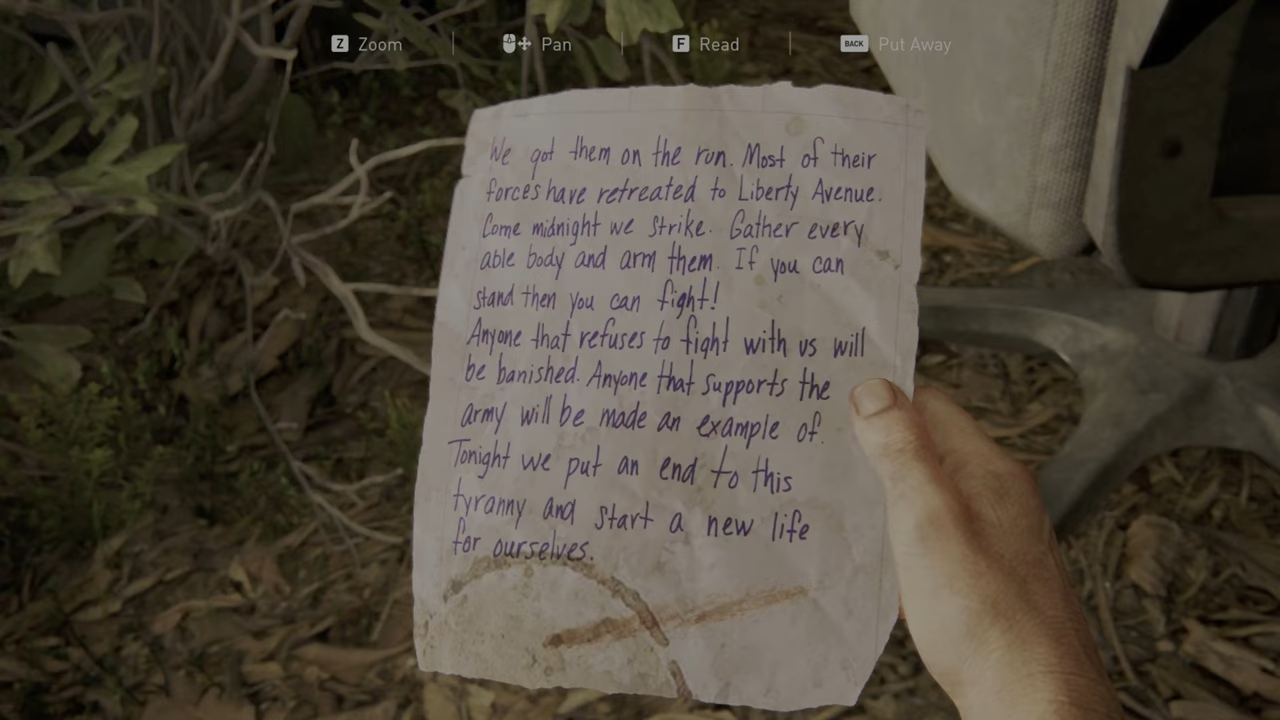 Z Zoom | Pan | F Read | BACK Put Away
We got them on the run. Most of their
forces have retreated to Liberty Avenue.
Come midnight we strike. Gather every
able body and arm them. If you can
stand then you can fight!
Anyone that refuses to fight with us will
be banished. Anyone that supports the
army will be made an example of.
Tonight we put an end to this
tyranny and start a new life
for ourselves.